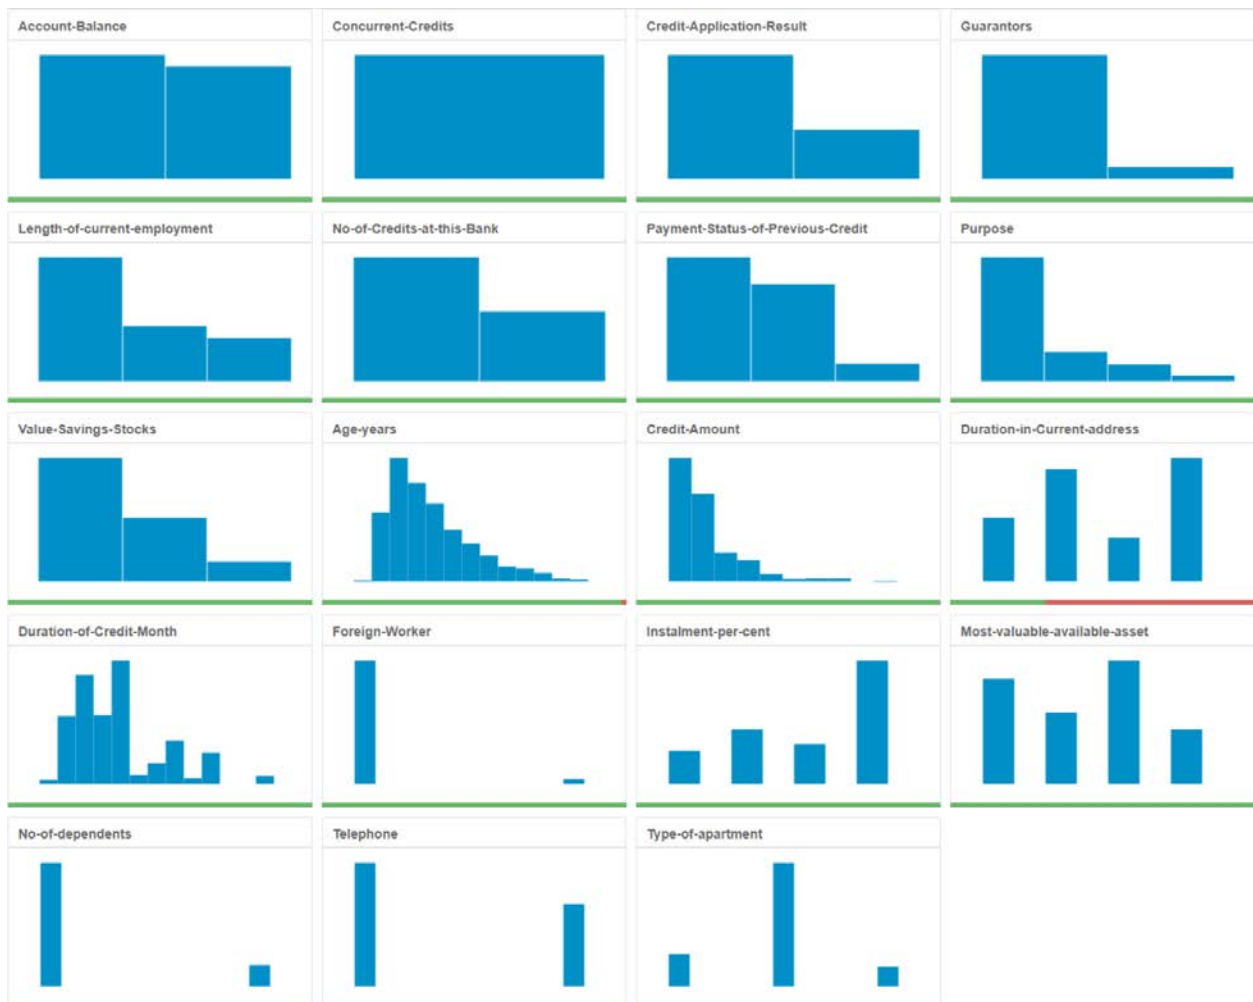 Account-Balance
Concurrent-Credits
Credit-Application-Result
Guarantors
Length-of-current-employment
No-of-Credits-at-this-Bank
Payment-Status-of-Previous-Credit
Purpose
Value-Savings-Stocks
Age-years
Credit-Amount
Duration-in-Current-address
Duration-of-Credit-Month
Foreign-Worker
Instalment-per-cent
Most-valuable-available-asset
No-of-dependents
Telephone
Type-of-apartment